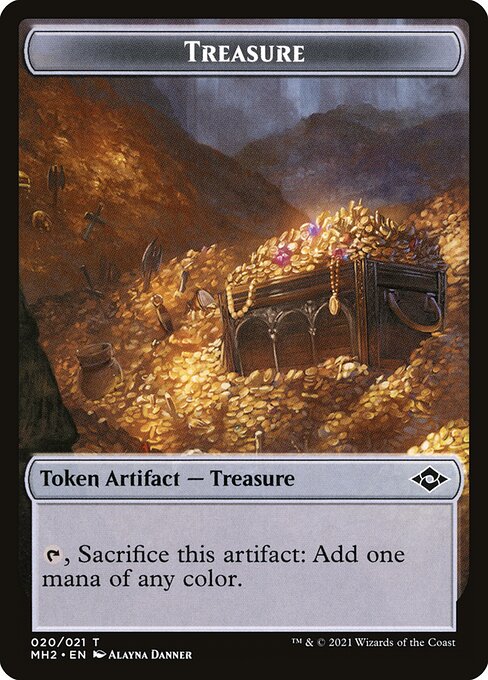 Treasure
Token Artifact — Treasure
, Sacrifice this artifact: Add one
mana of any color.
020/021 T
MH2 • EN Alayna Danner
™ & © 2021 Wizards of the Coast